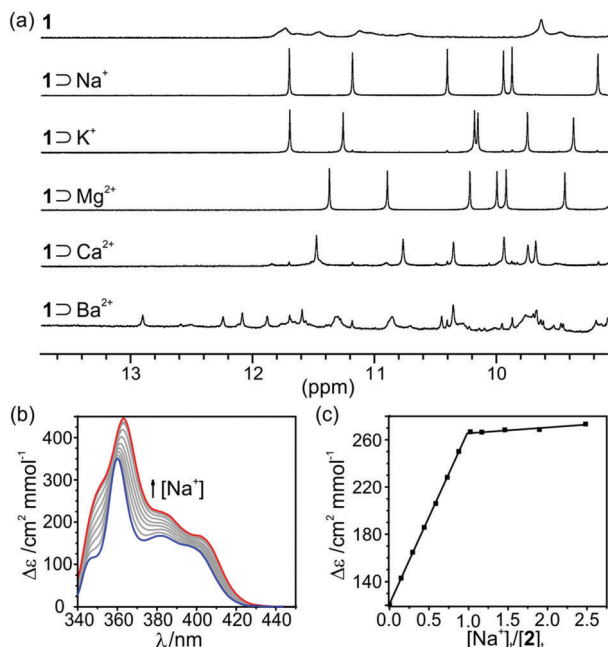 (a) 1
1⊃Na⁺
1⊃K⁺
1⊃Mg²⁺
1⊃Ca²⁺
1⊃Ba²⁺
13 12 11 10
(ppm)
(b)
400
300
200
100
0
Δε /cm² mmol⁻¹
[Na⁺]
340 360 380 400 420 440
λ/nm
(c)
260
220
180
140
Δε /cm² mmol⁻¹
0.0 0.5 1.0 1.5 2.0 2.5
[Na⁺]ₜ/[2]ₜ